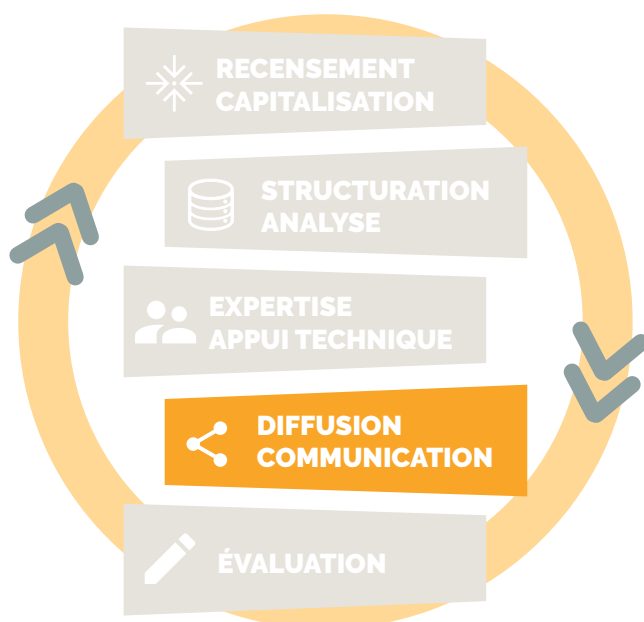 RECENSEMENT
CAPITALISATION
STRUCTURATION
ANALYSE
EXPERTISE
APPUI TECHNIQUE
DIFFUSION
COMMUNICATION
ÉVALUATION